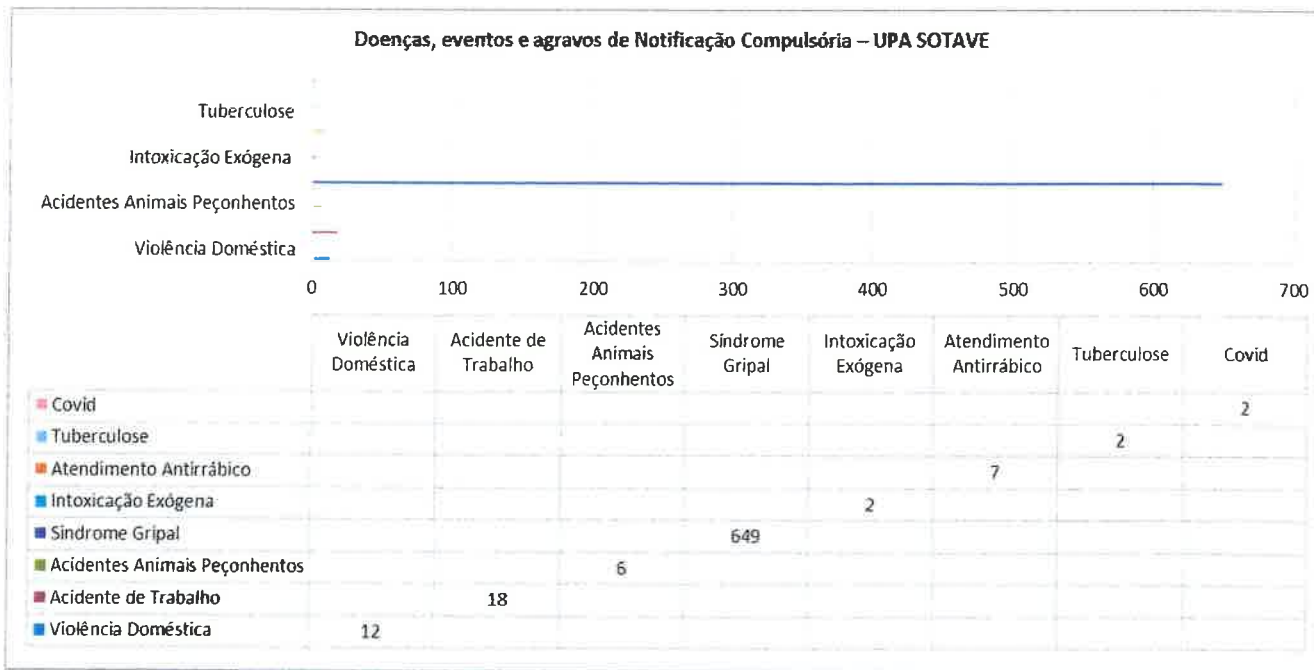 Doenças, eventos e agravos de Notificação Compulsória – UPA SOTAVE
Tuberculose
Intoxicação Exógena
Acidentes Animais Peçonhentos
Violência Doméstica
0 100 200 300 400 500 600 700
Violência Doméstica
Acidente de Trabalho
Acidentes Animais Peçonhentos
Síndrome Gripal
Intoxicação Exógena
Atendimento Antirrábico
Tuberculose
Covid
Covid 2
Tuberculose 2
Atendimento Antirrábico 7
Intoxicação Exógena 2
Sindrome Gripal 649
Acidentes Animais Peçonhentos 6
Acidente de Trabalho 18
Violência Doméstica 12